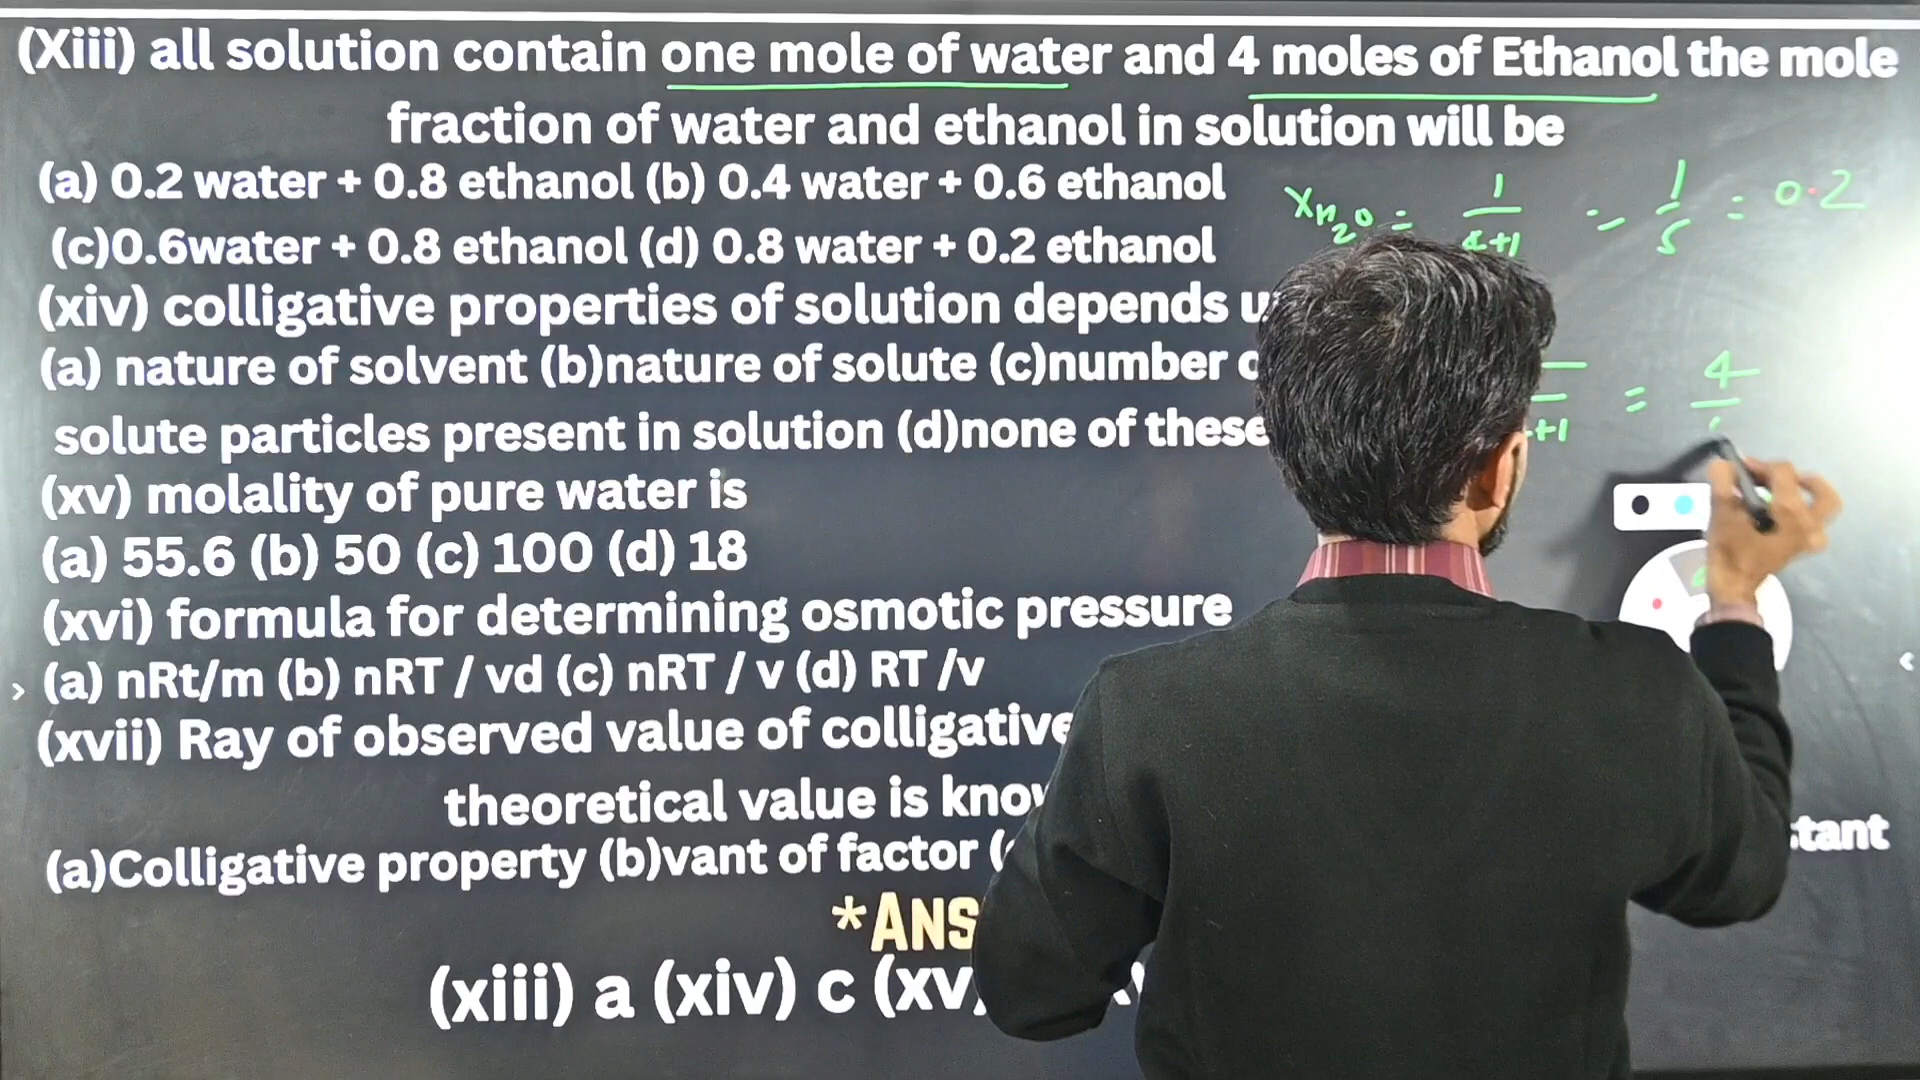 (Xiii) all solution contain one mole of water and 4 moles of Ethanol the mole
fraction of water and ethanol in solution will be
(a) 0.2 water + 0.8 ethanol (b) 0.4 water + 0.6 ethanol
(c)0.6water + 0.8 ethanol (d) 0.8 water + 0.2 ethanol
X H2O = 1/4+1 = 1/5 = 0.2
(xiv) colligative properties of solution depends
(a) nature of solvent (b)nature of solute (c)number
+1 = 4
solute particles present in solution (d)none of these
(xv) molality of pure water is
(a) 55.6 (b) 50 (c) 100 (d) 18
(xvi) formula for determining osmotic pressure
(a) nRt/m (b) nRT / vd (c) nRT / v (d) RT /v
(xvii) Ray of observed value of colligative
theoretical value is
(a)Colligative property (b)vant of factor (
tant
*ANS
(xiii) a (xiv) c (xv